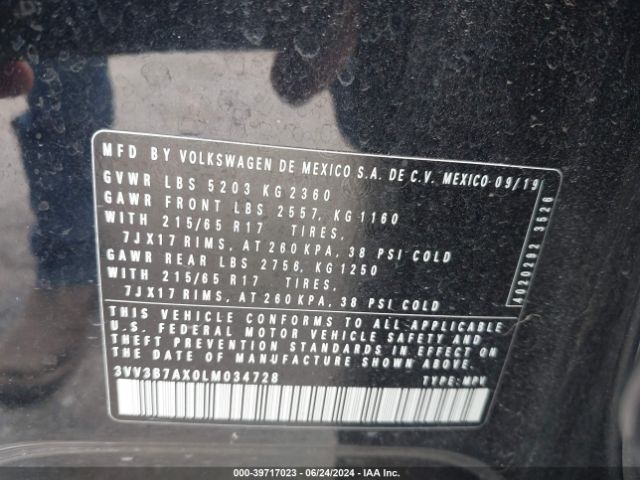 MFD BY VOLKSWAGEN DE MEXICO S.A. DE C.V. MEXICO 09/19
GVWR LBS 5203 KG 2360
GAWR FRONT LBS 2557, KG 1160
WITH 215/65 R17 TIRES,
7JX17 RIMS, AT 260 KPA, 38 PSI COLD
GAWR REAR LBS 2756, KG 1250
WITH 215/65 R17 TIRES,
7JX17 RIMS, AT 260 KPA, 38 PSI COLD
THIS VEHICLE CONFORMS TO ALL APPLICABLE
U.S. FEDERAL MOTOR VEHICLE SAFETY AND
THEFT PREVENTION STANDARDS IN EFFECT ON
THE DATE OF MANUFACTURE SHOWN ABOVE.
3VV3B7AX0LM034728 TYPE: MPV
4020292 3520
000-39717023 / 06/24/2024 - IAA Inc.